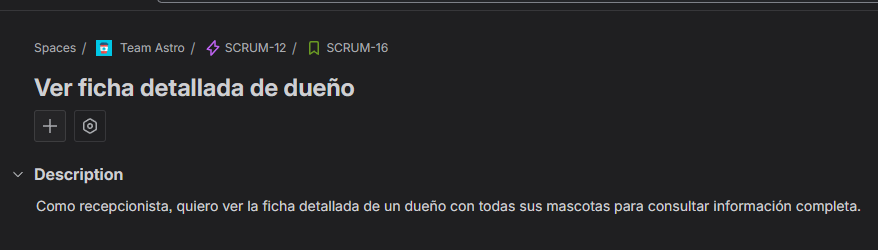 Spaces / Team Astro / SCRUM-12 / SCRUM-16
Ver ficha detallada de dueño
Description
Como recepcionista, quiero ver la ficha detallada de un dueño con todas sus mascotas para consultar información completa.